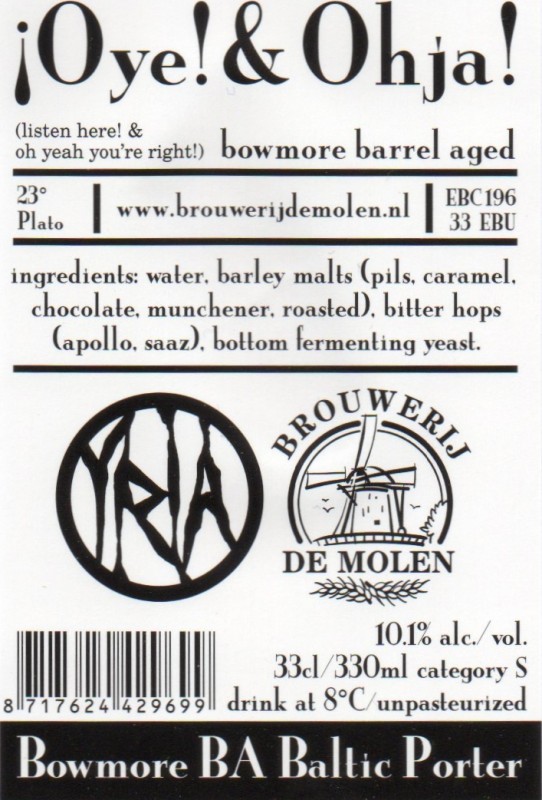 ¡Oye! & Ohja!
(listen here! &
oh yeah you're right!) bowmore barrel aged
23°
Plato
www.brouwerijdemolen.nl
EBC196
33 EBU
ingredients: water, barley malts (pils, caramel,
chocolate, munchener, roasted), bitter hops
(apollo, saaz), bottom fermenting yeast.
YRIA
BROUWERIJ
DE MOLEN
10.1% alc./vol.
33cl/330ml category S
drink at 8°C/unpasteurized
8 717624 429699
Bowmore BA Baltic Porter